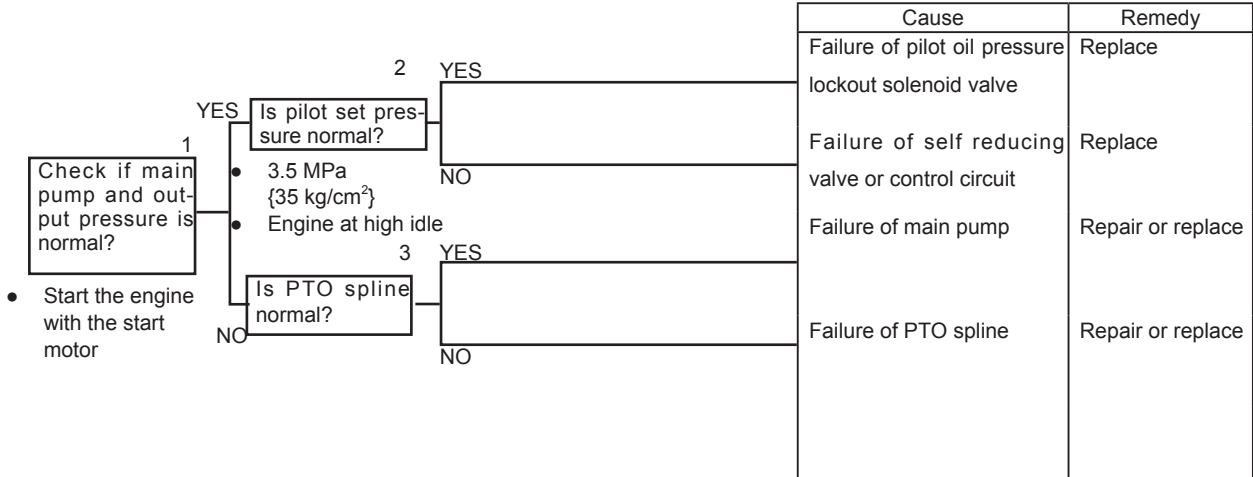 Cause Remedy
Failure of pilot oil pressure Replace
lockout solenoid valve
2 YES
YES Is pilot set pres-
sure normal?
1
Check if main
pump and out-
put pressure is
normal?
● 3.5 MPa
{35 kg/cm²}
● Engine at high idle
NO
Failure of self reducing Replace
valve or control circuit
Failure of main pump Repair or replace
3 YES
Is PTO spline
normal?
NO
● Start the engine
with the start
motor
NO
Failure of PTO spline Repair or replace